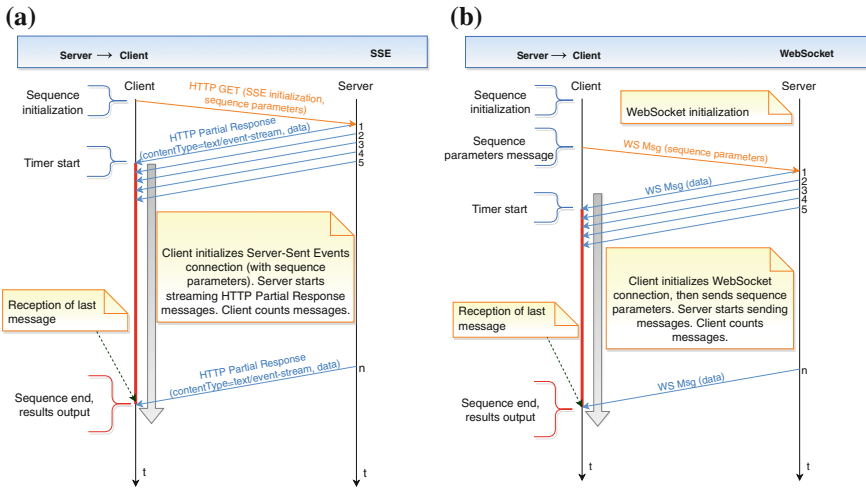 (a)
Server → Client SSE
Client
Server
Sequence
initialization
HTTP GET (SSE initialization,
sequence parameters)
HTTP Partial Response
(contentType=text/event-stream, data)
1
2
3
4
5
Timer start
Client initializes Server-Sent Events
connection (with sequence
parameters). Server starts
streaming HTTP Partial Response
messages. Client counts messages.
Reception of last
message
HTTP Partial Response
(contentType=text/event-stream, data)
n
Sequence end,
results output
t
t
(b)
Server → Client WebSocket
Client
Server
Sequence
initialization
WebSocket initialization
Sequence
parameters message
WS Msg (sequence parameters)
WS Msg (data)
1
2
3
4
5
Timer start
Client initializes WebSocket
connection, then sends sequence
parameters. Server starts sending
messages. Client counts
messages.
Reception of last
message
WS Msg (data)
n
Sequence end,
results output
t
t